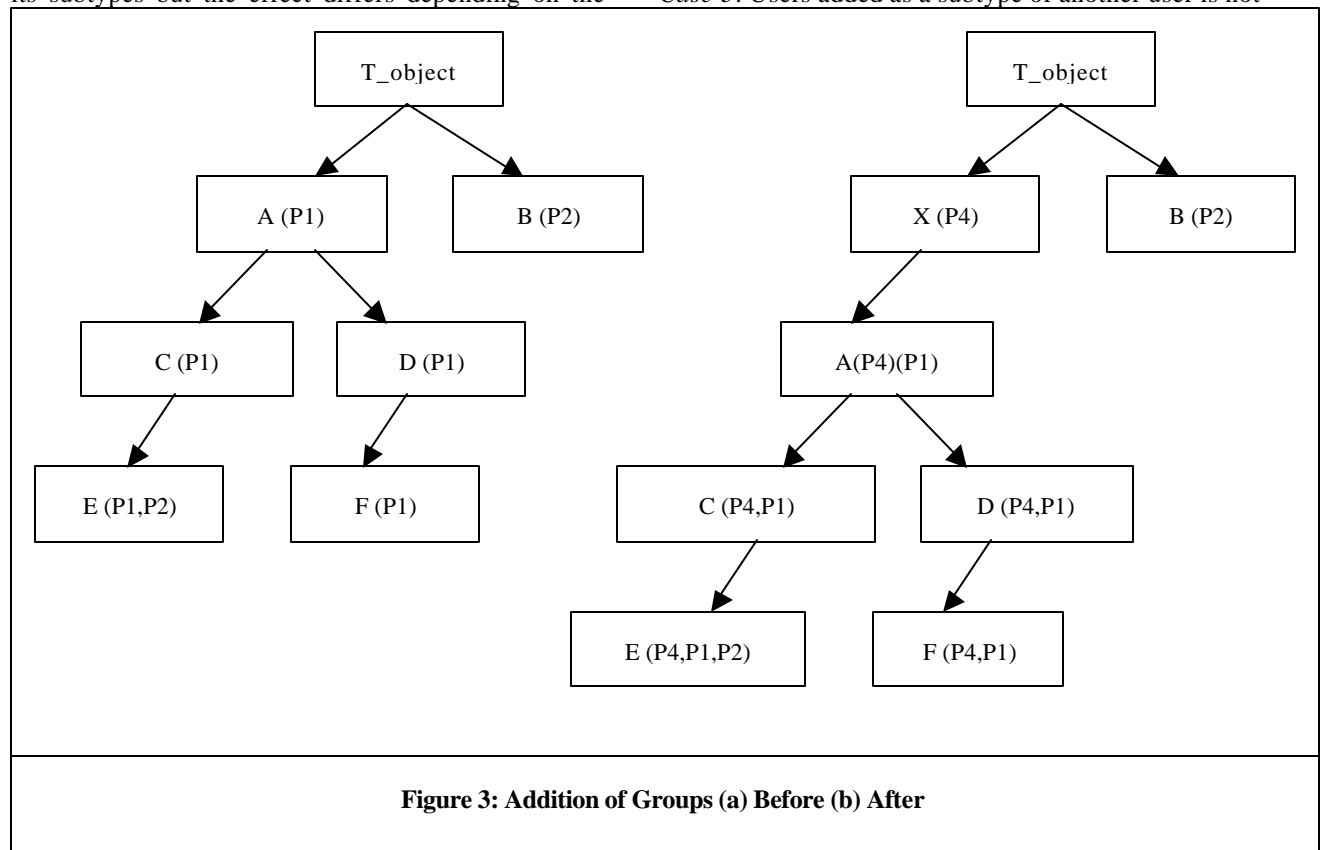 its subtypes but the effect differs depending on the
Case 3: Users added as a subtype of another user is not
T_object
A (P1)
B (P2)
C (P1)
D (P1)
E (P1,P2)
F (P1)
T_object
X (P4)
B (P2)
A(P4)(P1)
C (P4,P1)
D (P4,P1)
E (P4,P1,P2)
F (P4,P1)
Figure 3: Addition of Groups (a) Before (b) After